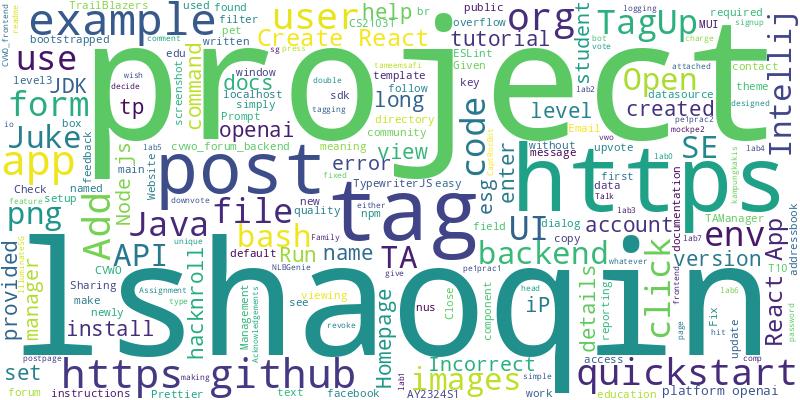 TrailBlazers
used
found
filter
pet
written
example
bootstrapped
CVWO_frontend
readme
user
help
br
CS2103T
Create React
public
overflow
org
tutorial
TagUp
MUI
logging
required
signup
bot
vote
charge
use
edu
screenshot
command
window
docs
localhost
simply
Prompt
openai
template
follow
community
directory
tameemsafi
press
sg
double
tagging
decide
wish
tp
project
ESLint
Given
key
long
sdk
student
lab2
Open
level
datasource
created
attached
contact
theme
designed
Intellij
level3
JDK
form
io
box
Juke
feedback
Node.js
main
lab5
Website
cvwo_forum_backend
meaning
fixed
error
view
code
esg
enter
without
message
upvote
SE
vwo
first
data
Talk
lab0
pe1prac2
mockpe2
documentation
kampungkakis
lab4
app
Check
named
png
setup
Add
post
downvote
Java
file
new
quality
either
npm
TypewriterJS
easy
tag
https
field
UI
dialog
copy
Email
account
lab3
env
TAManager
lab7
addressbook
provided
manager
feature
CVWO
API
unique
hacknroll
bash
default
Run
Family
name
TA
backend
click
version
T10
React App
Sharing
make
newly
install
Assignment
type
Management
Acknowledgements
NLBGenie
viewing
see
revoke
give
pe1prac1
nus
Close
component
head
iP
whatever
details
reporting
Fix
page
frontend
hit
update
lab6
password
lshaoqin
set
forum
postpage
https github
making
instructions
Prettier
text
facebook
Homepage
lab1
images
AY2324S1
Incorrect
simple
work
quickstart
access
education
platform openai
comp